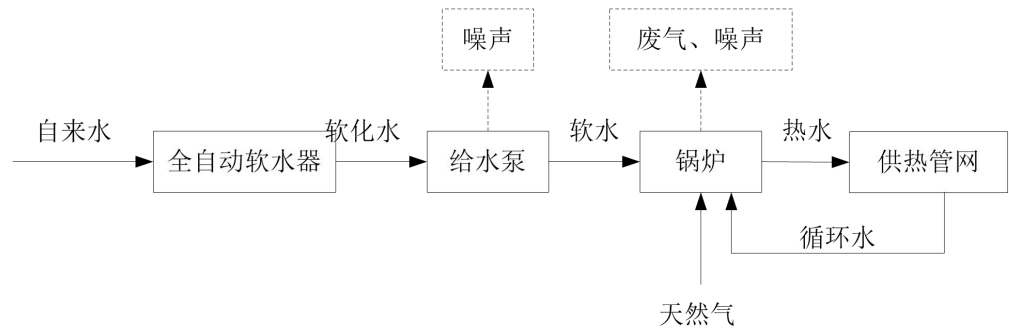 噪声
废气、噪声
自来水
软化水
软水
热水
全自动软水器
给水泵
锅炉
供热管网
循环水
天然气